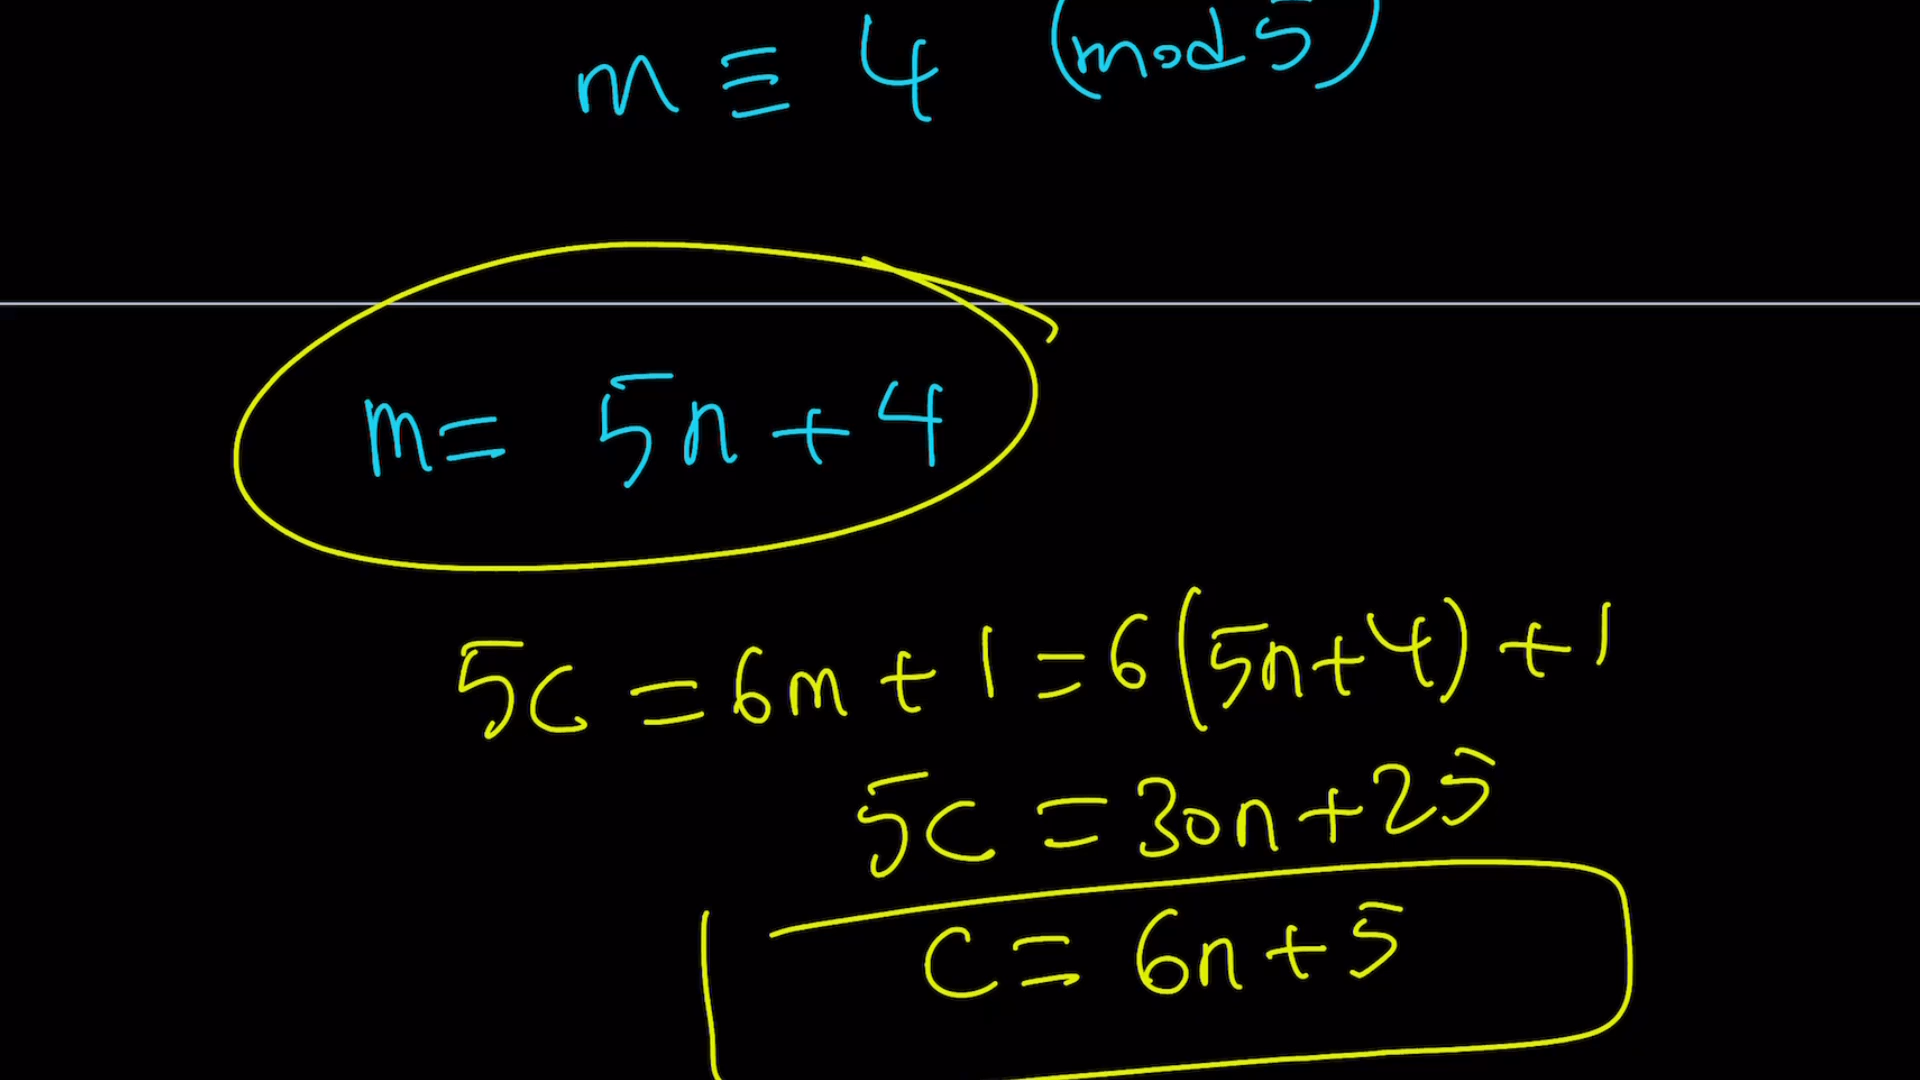 m ≡ 4 (mod 5)
m = 5n + 4
5c = 6m + 1 = 6(5n+4) + 1
5c = 30n + 25
c = 6n + 5